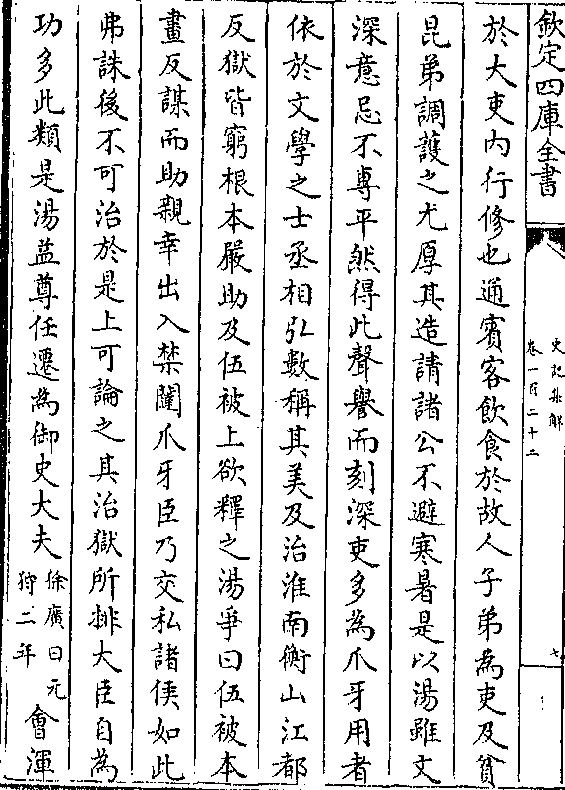 欽定四庫全書
史記集解
卷一百二十二
七
於大吏内行修也通賓客飲食於故人子弟為吏及貧
昆弟調護之尤厚其造請諸公不避寒暑是以湯雖文
深意忌不專平然得此聲譽而刻深吏多為爪牙用者
依於文學之士丞相弘數稱其美及治淮南衡山江都
反獄皆窮根本嚴助及伍被上欲釋之湯爭曰伍被本
畫反謀而助親幸出入禁闥爪牙臣乃交私諸侯如此
弗誅後不可治於是上可論之其治獄所排大臣自為
功多此類是湯益尊任遷為御史大夫徐廣曰元狩二年會渾